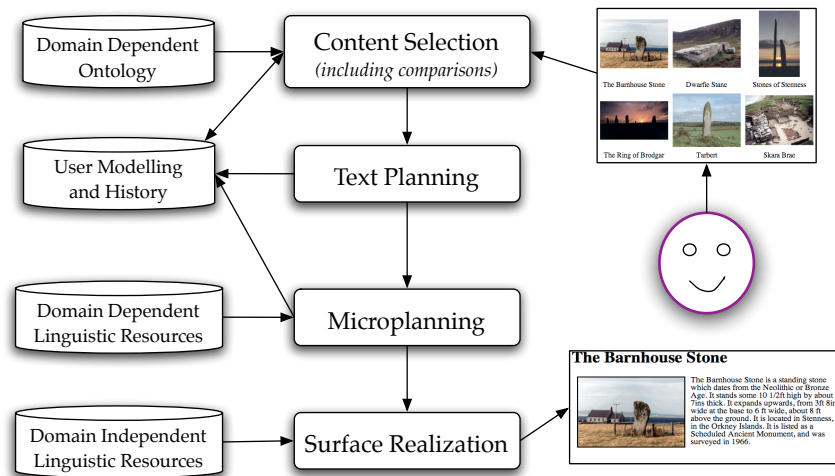 Domain Dependent
Ontology
Content Selection
(including comparisons)
The Barnhouse Stone
Dwarfie Stane
Stones of Stenness
The Ring of Brodgar
Tarbert
Skara Brae
User Modelling
and History
Text Planning
Domain Dependent
Linguistic Resources
Microplanning
The Barnhouse Stone
The Barnhouse Stone is a standing stone
which dates from the Neolithic or Bronze
Age. It stands some 10 1/2ft high by about
7ins thick. It expands upwards, from 3ft 8in
wide at the base to 6 ft wide, about 8 ft
above the ground. It is located in Stenness,
in the Orkney Islands. It is listed as a
Scheduled Ancient Monument, and was
surveyed in 1966.
Domain Independent
Linguistic Resources
Surface Realization